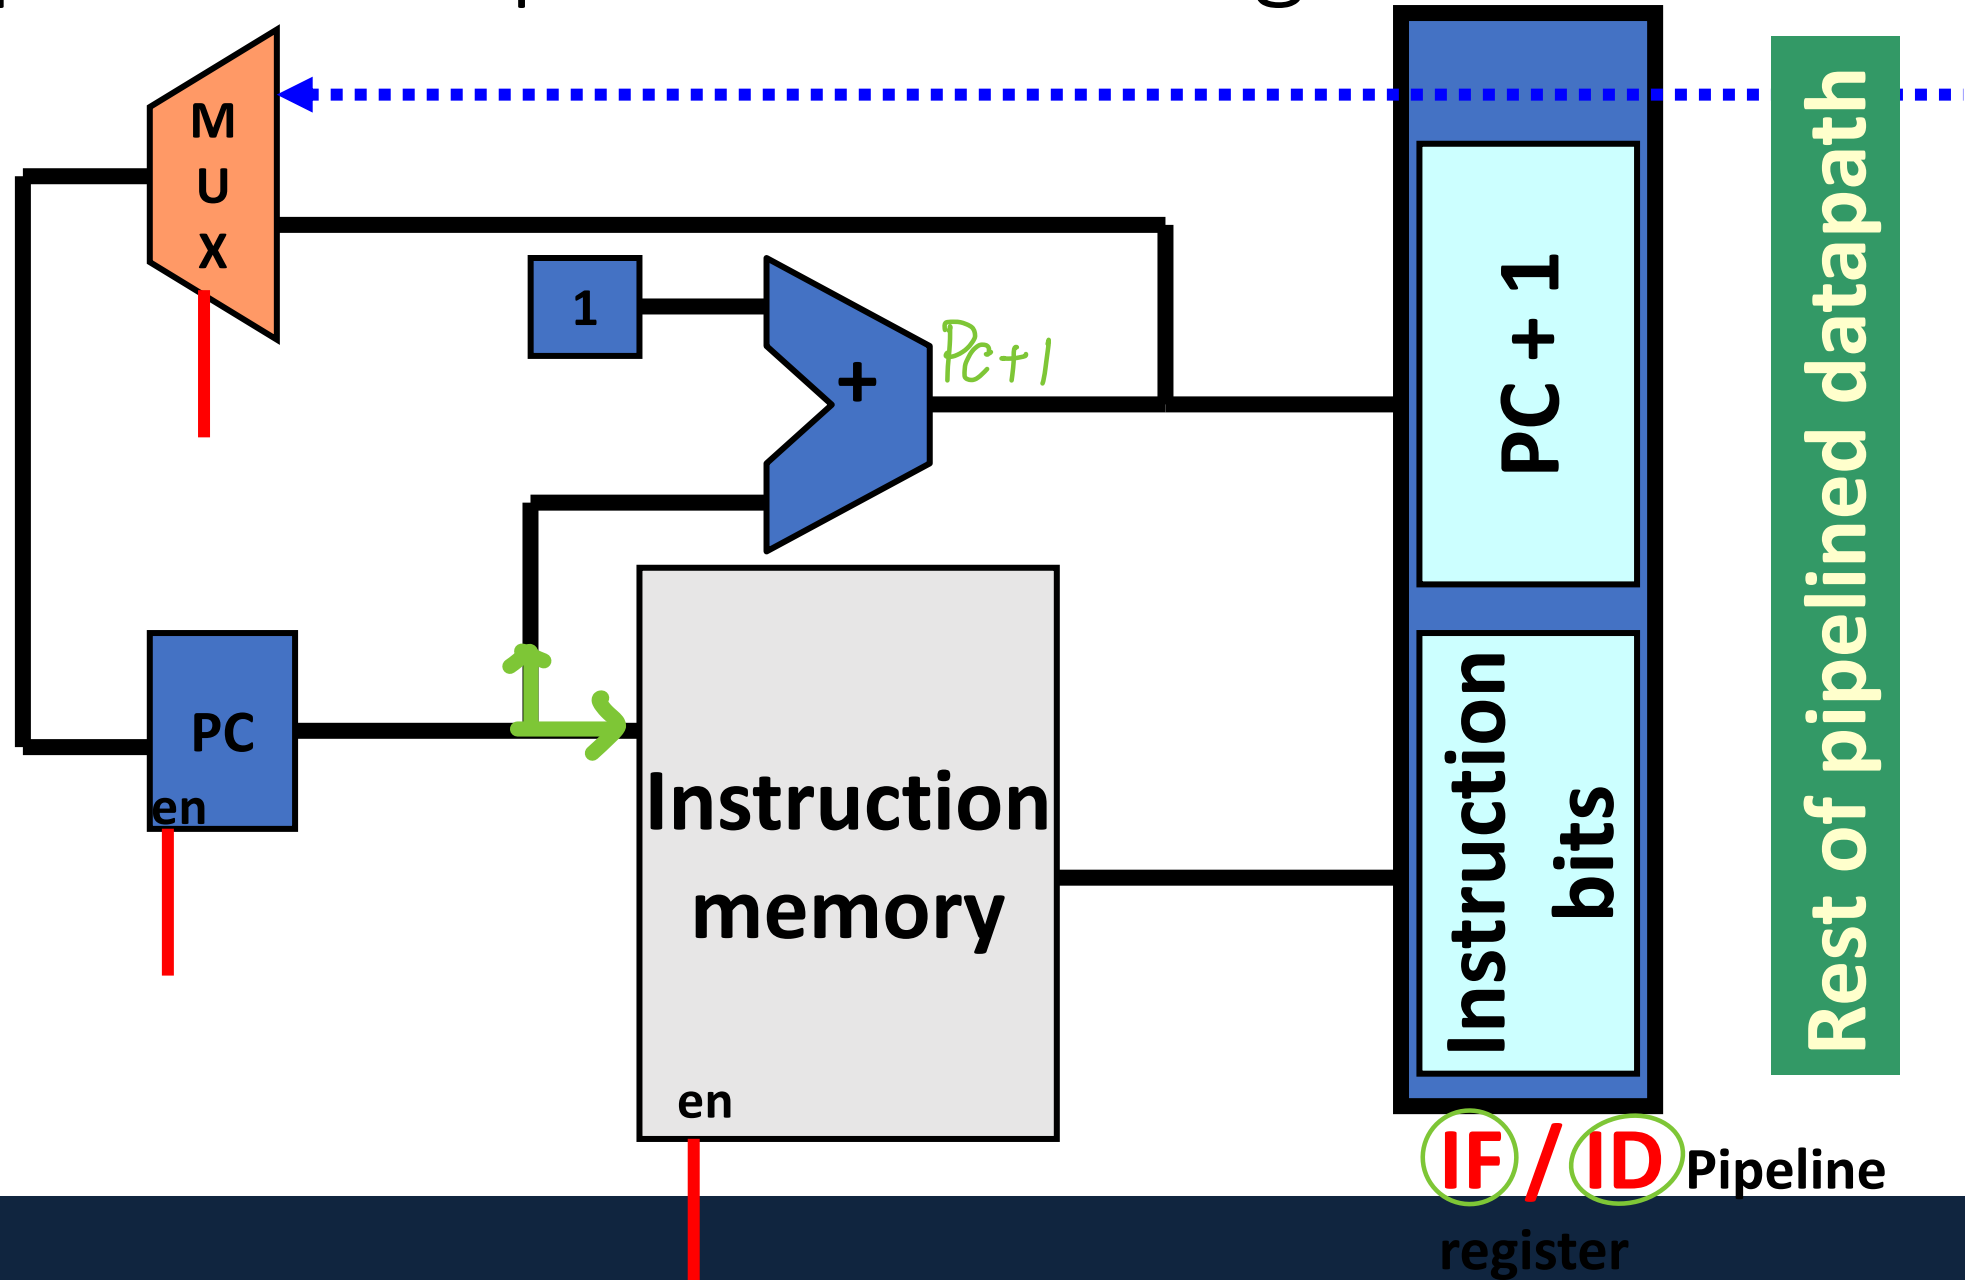 M
U
X
1
+
PC+1
PC + 1
PC
en
Instruction
memory
en
Instruction
bits
Rest of pipelined datapath
IF / ID Pipeline
register